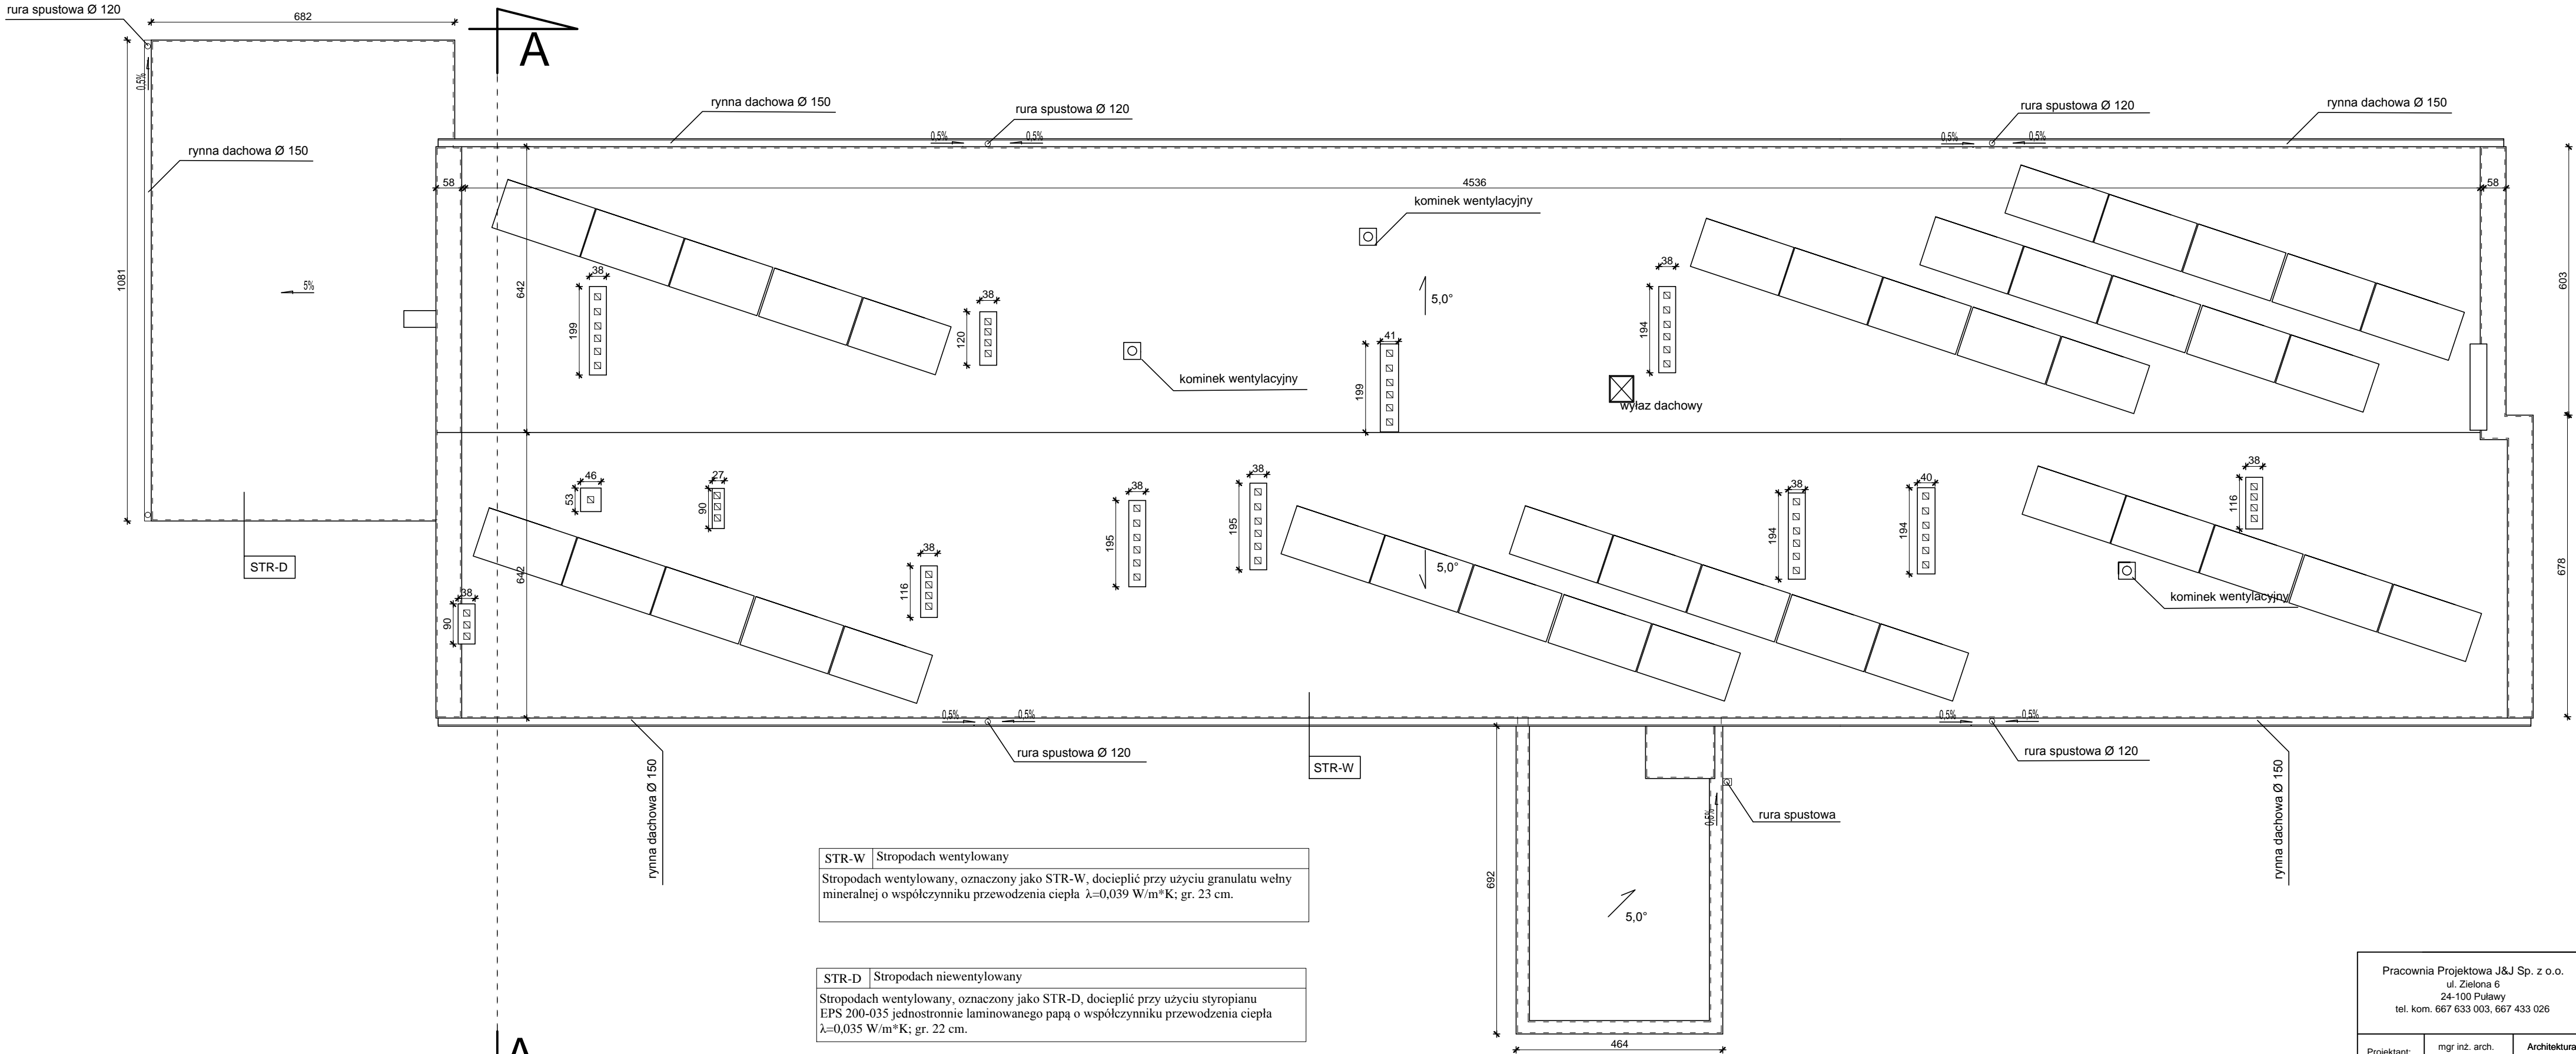 rura spustowa Ø 120
682
A
rynna dachowa Ø 150
rura spustowa Ø 120
rura spustowa Ø 120
rynna dachowa Ø 150
0,5%
0,5%
0,5%
0,5%
0,5%
rynna dachowa Ø 150
58
4536
58
kominek wentylacyjny
1081
5%
642
38
199
38
120
kominek wentylacyjny
5,0°
41
199
38
194
wyłaz dachowy
603
46
53
27
90
38
195
38
195
38
194
40
194
38
116
STR-D
642
38
116
5,0°
38
90
kominek wentylacyjny
678
0,5%
0,5%
0,5%
0,5%
rura spustowa Ø 120
STR-W
rura spustowa Ø 120
rynna dachowa Ø 150
rynna dachowa Ø 150
0,5%
rura spustowa
692
5,0°
464
STR-W Stropodach wentylowany
Stropodach wentylowany, oznaczony jako STR-W, docieplić przy użyciu granulatu wełny
mineralnej o współczynniku przewodzenia ciepła λ=0,039 W/m*K; gr. 23 cm.
STR-D Stropodach niewentylowany
Stropodach wentylowany, oznaczony jako STR-D, docieplić przy użyciu styropianu
EPS 200-035 jednostronnie laminowanego papą o współczynniku przewodzenia ciepła
λ=0,035 W/m*K; gr. 22 cm.
A
Pracownia Projektowa J&J Sp. z o.o.
ul. Zielona 6
24-100 Puławy
tel. kom. 667 633 003, 667 433 026
Projektant:
mgr inż. arch.
Architektura